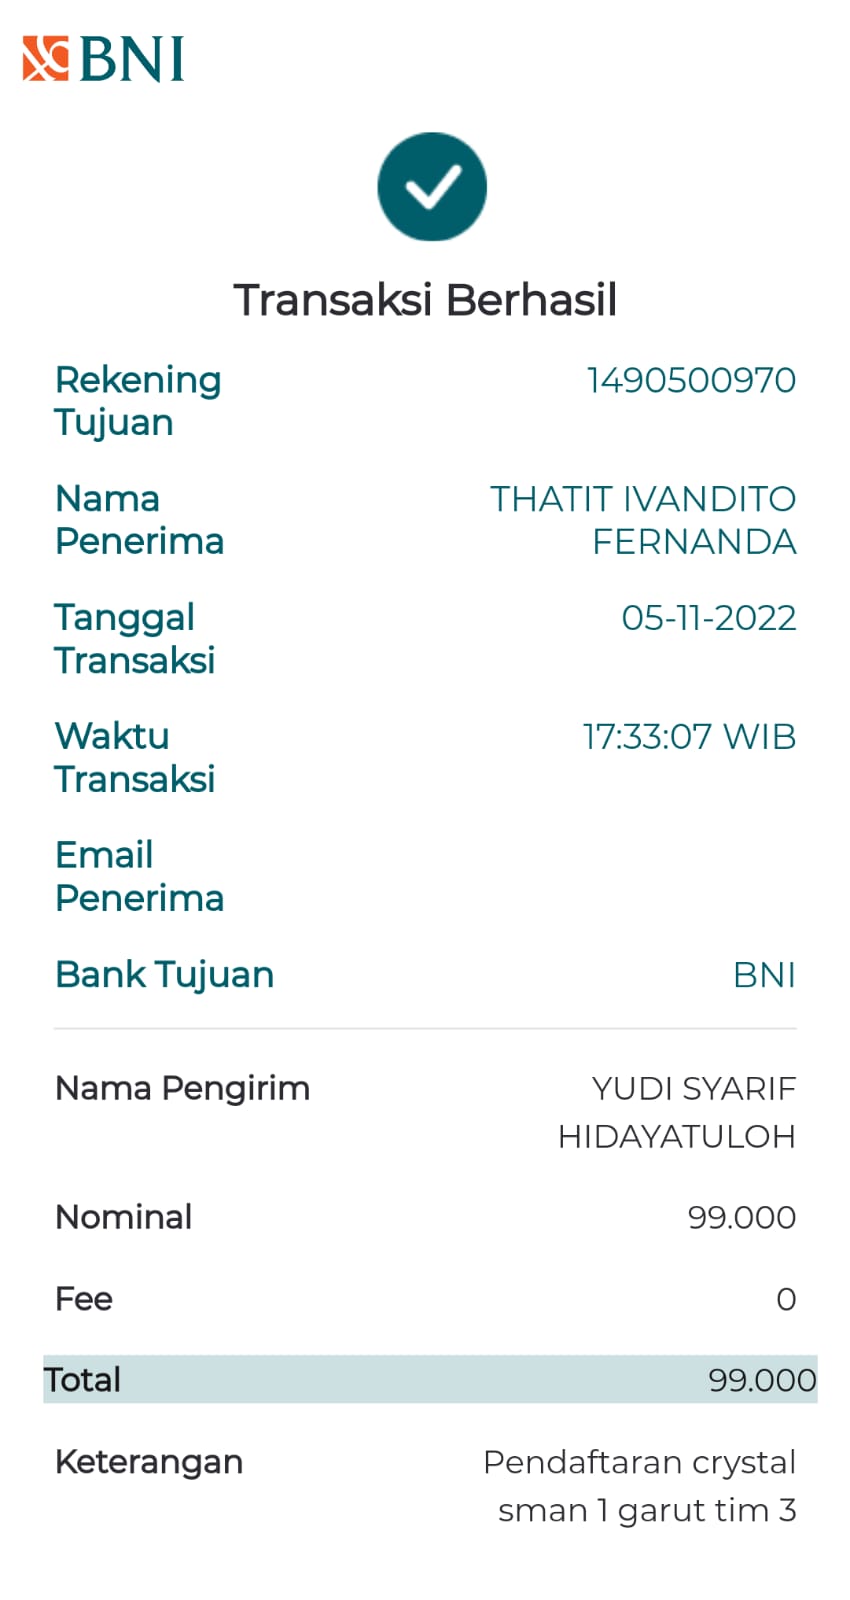 BNI
Transaksi Berhasil
Rekening 1490500970
Tujuan
Nama THATIT IVANDITO
Penerima FERNANDA
Tanggal 05-11-2022
Transaksi
Waktu 17:33:07 WIB
Transaksi
Email
Penerima
Bank Tujuan BNI
Nama Pengirim YUDI SYARIF
HIDAYATULOH
Nominal 99.000
Fee 0
Total 99.000
Keterangan Pendaftaran crystal
sman 1 garut tim 3